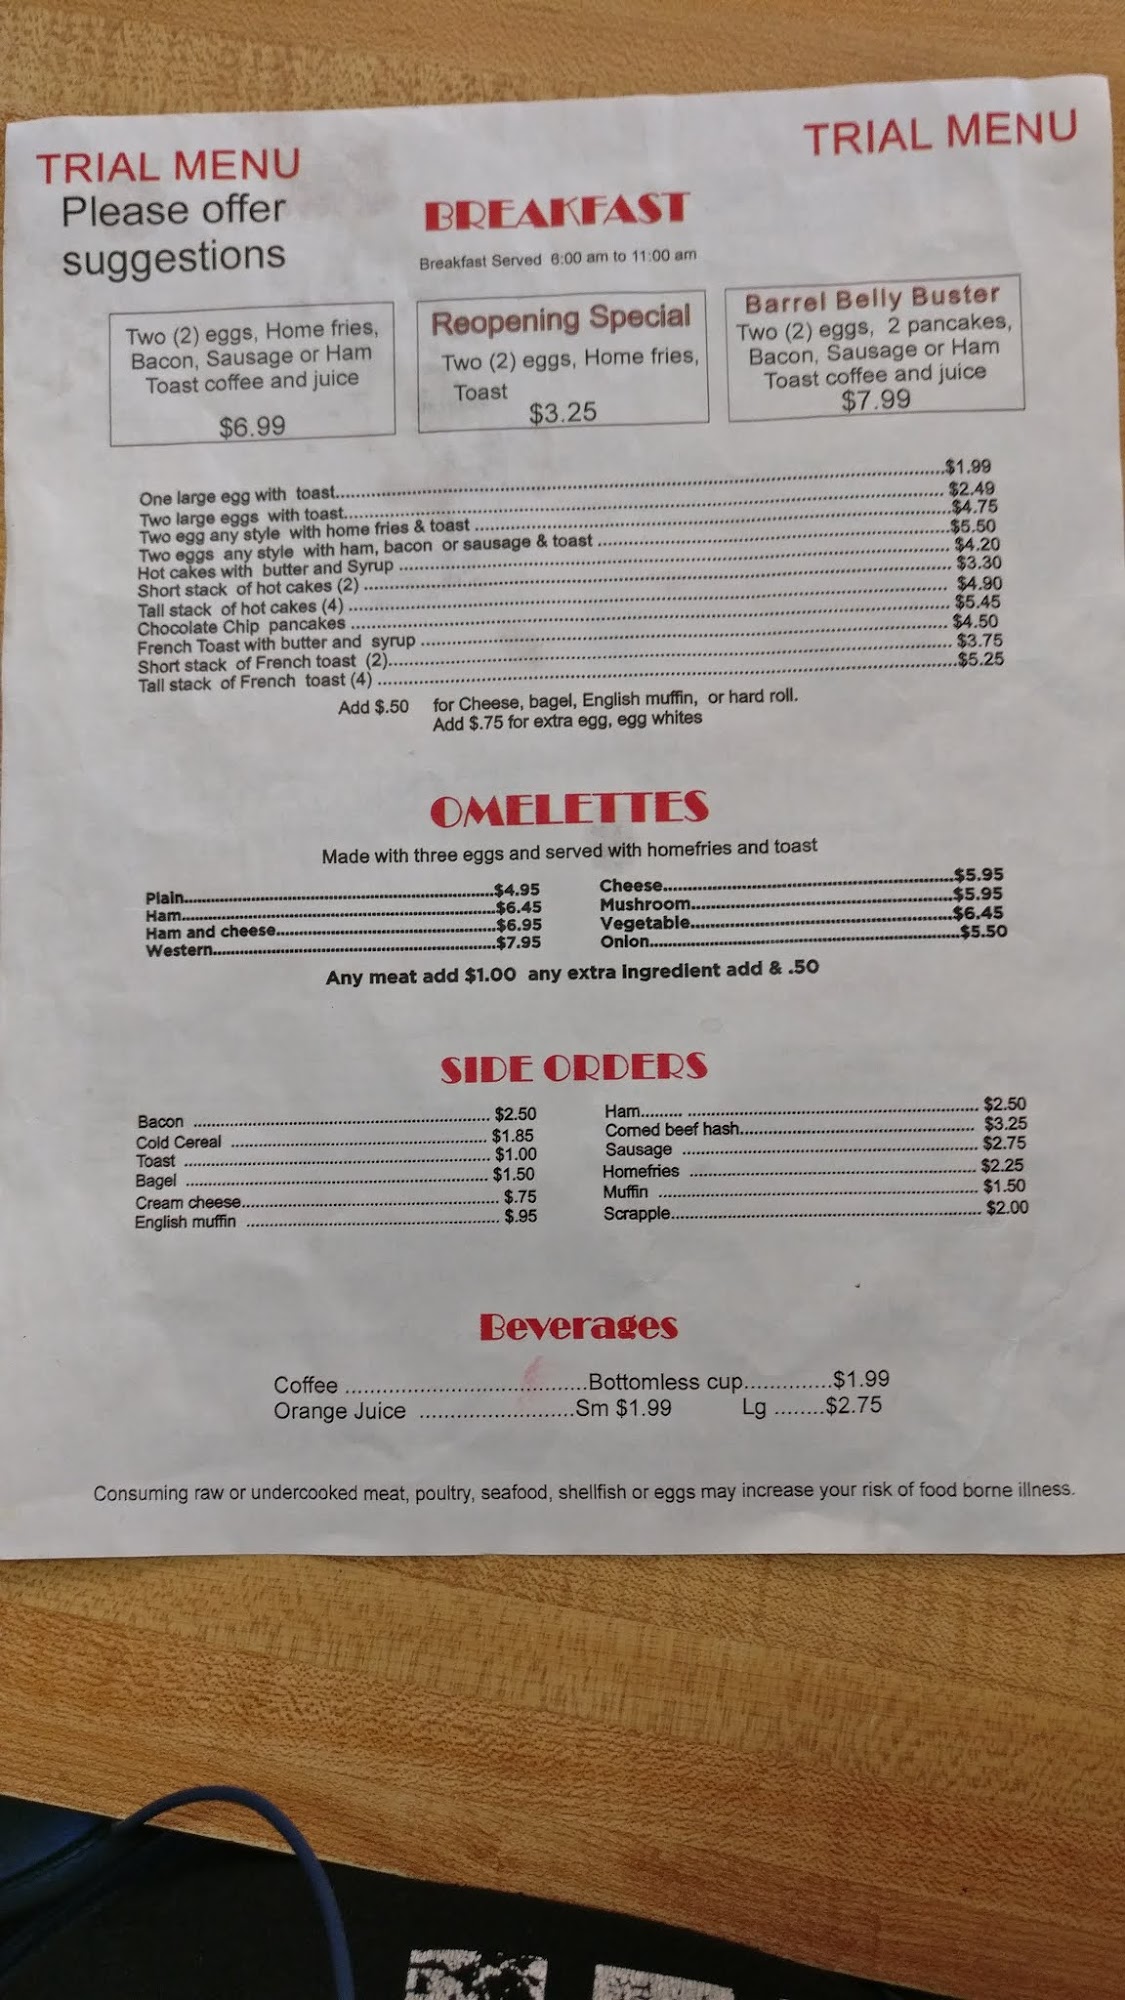 TRIAL MENU
TRIAL MENU
Please offer
suggestions
BREAKFAST
Breakfast Served 6:00 am to 11:00 am
Two (2) eggs, Home fries,
Bacon, Sausage or Ham
Toast coffee and juice
$6.99
Reopening Special
Two (2) eggs, Home fries,
Toast
$3.25
Barrel Belly Buster
Two (2) eggs, 2 pancakes,
Bacon, Sausage or Ham
Toast coffee and juice
$7.99
One large egg with toast $1.99
Two large eggs with toast $2.49
Two egg any style with home fries & toast $4.75
Two eggs any style with ham, bacon or sausage & toast $5.50
Hot cakes with butter and Syrup $4.20
Short stack of hot cakes (2) $3.30
Tall stack of hot cakes (4) $4.90
Chocolate Chip pancakes $5.45
French Toast with butter and syrup $4.50
Short stack of French toast (2) $3.75
Tall stack of French toast (4) $5.25
Add $.50 for Cheese, bagel, English muffin, or hard roll.
Add $.75 for extra egg, egg whites
OMELETTES
Made with three eggs and served with homefries and toast
Plain $4.95
Ham $6.45
Ham and cheese $6.95
Western $7.95
Cheese $5.95
Mushroom $5.95
Vegetable $6.45
Onion $5.50
Any meat add $1.00 any extra ingredient add & .50
SIDE ORDERS
Bacon $2.50
Cold Cereal $1.85
Toast $1.00
Bagel $1.50
Cream cheese $.75
English muffin $.95
Ham $2.50
Corned beef hash $3.25
Sausage $2.75
Homefries $2.25
Muffin $1.50
Scrapple $2.00
Beverages
Coffee Bottomless cup $1.99
Orange Juice Sm $1.99 Lg $2.75
Consuming raw or undercooked meat, poultry, seafood, shellfish or eggs may increase your risk of food borne illness.